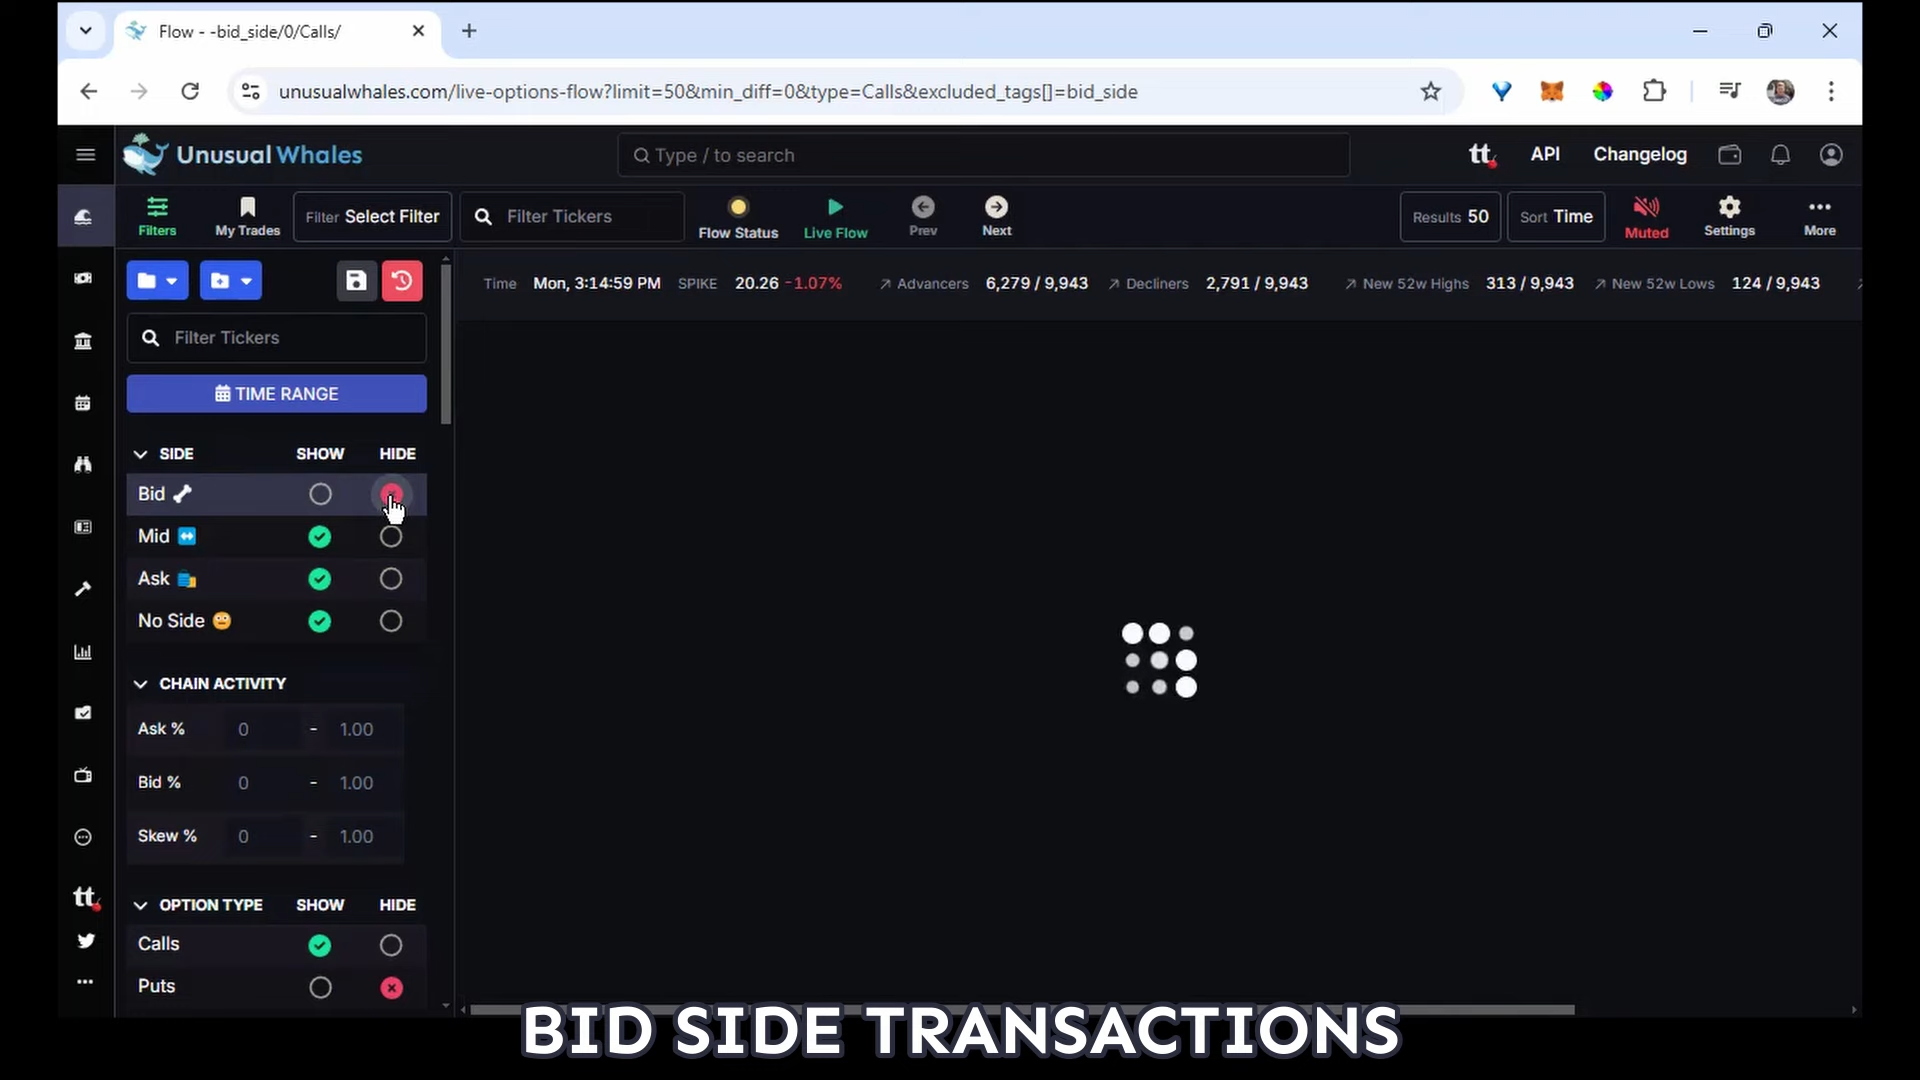 Flow - -bid_side/0/Calls/
unusualwhales.com/live-options-flow?limit=50&min_diff=0&type=Calls&excluded_tags[]=bid_side
Unusual Whales
Type / to search
tt
API
Changelog
Filters
My Trades
Filter Select Filter
Filter Tickers
Flow Status
Live Flow
Prev
Next
Results 50
Sort Time
Muted
Settings
More
Time Mon, 3:14:59 PM SPIKE 20.26 -1.07% Advancers 6,279 / 9,943 Decliners 2,791 / 9,943 New 52w Highs 313 / 9,943 New 52w Lows 124 / 9,943
Filter Tickers
TIME RANGE
SIDE SHOW HIDE
Bid
Mid
Ask
No Side
CHAIN ACTIVITY
Ask % 0 - 1.00
Bid % 0 - 1.00
Skew % 0 - 1.00
tt
OPTION TYPE SHOW HIDE
Calls
Puts
BID SIDE TRANSACTIONS